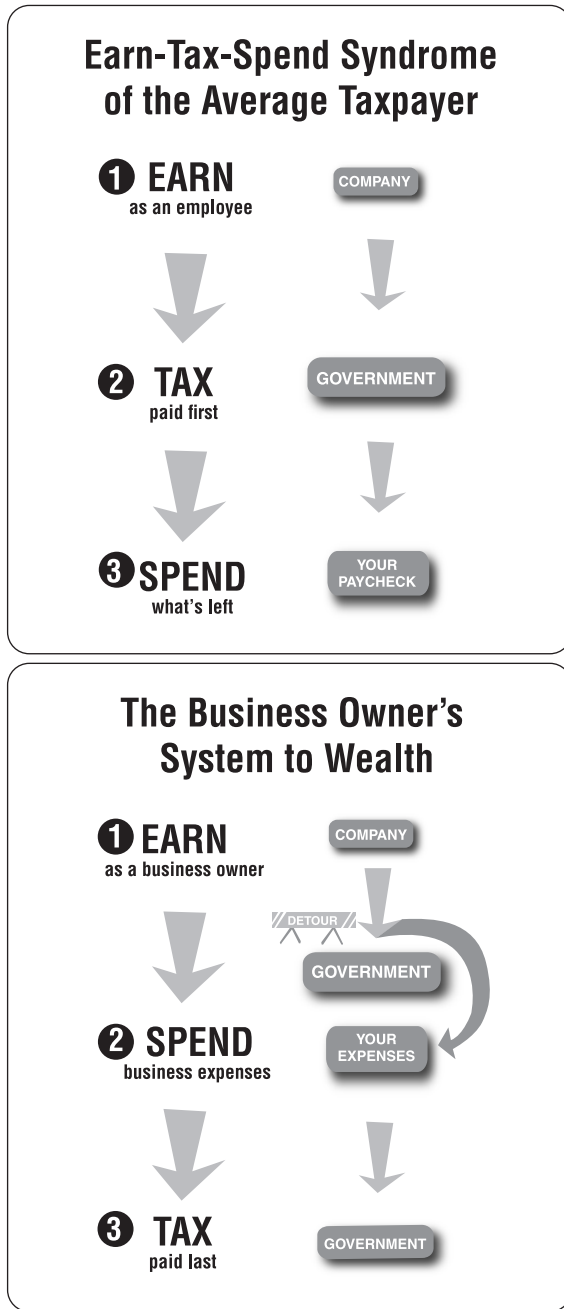 Earn-Tax-Spend Syndrome
of the Average Taxpayer
1 EARN
as an employee
COMPANY
2 TAX
paid first
GOVERNMENT
3 SPEND
what's left
YOUR
PAYCHECK
The Business Owner's
System to Wealth
1 EARN
as a business owner
COMPANY
DETOUR
GOVERNMENT
2 SPEND
business expenses
YOUR
EXPENSES
3 TAX
paid last
GOVERNMENT